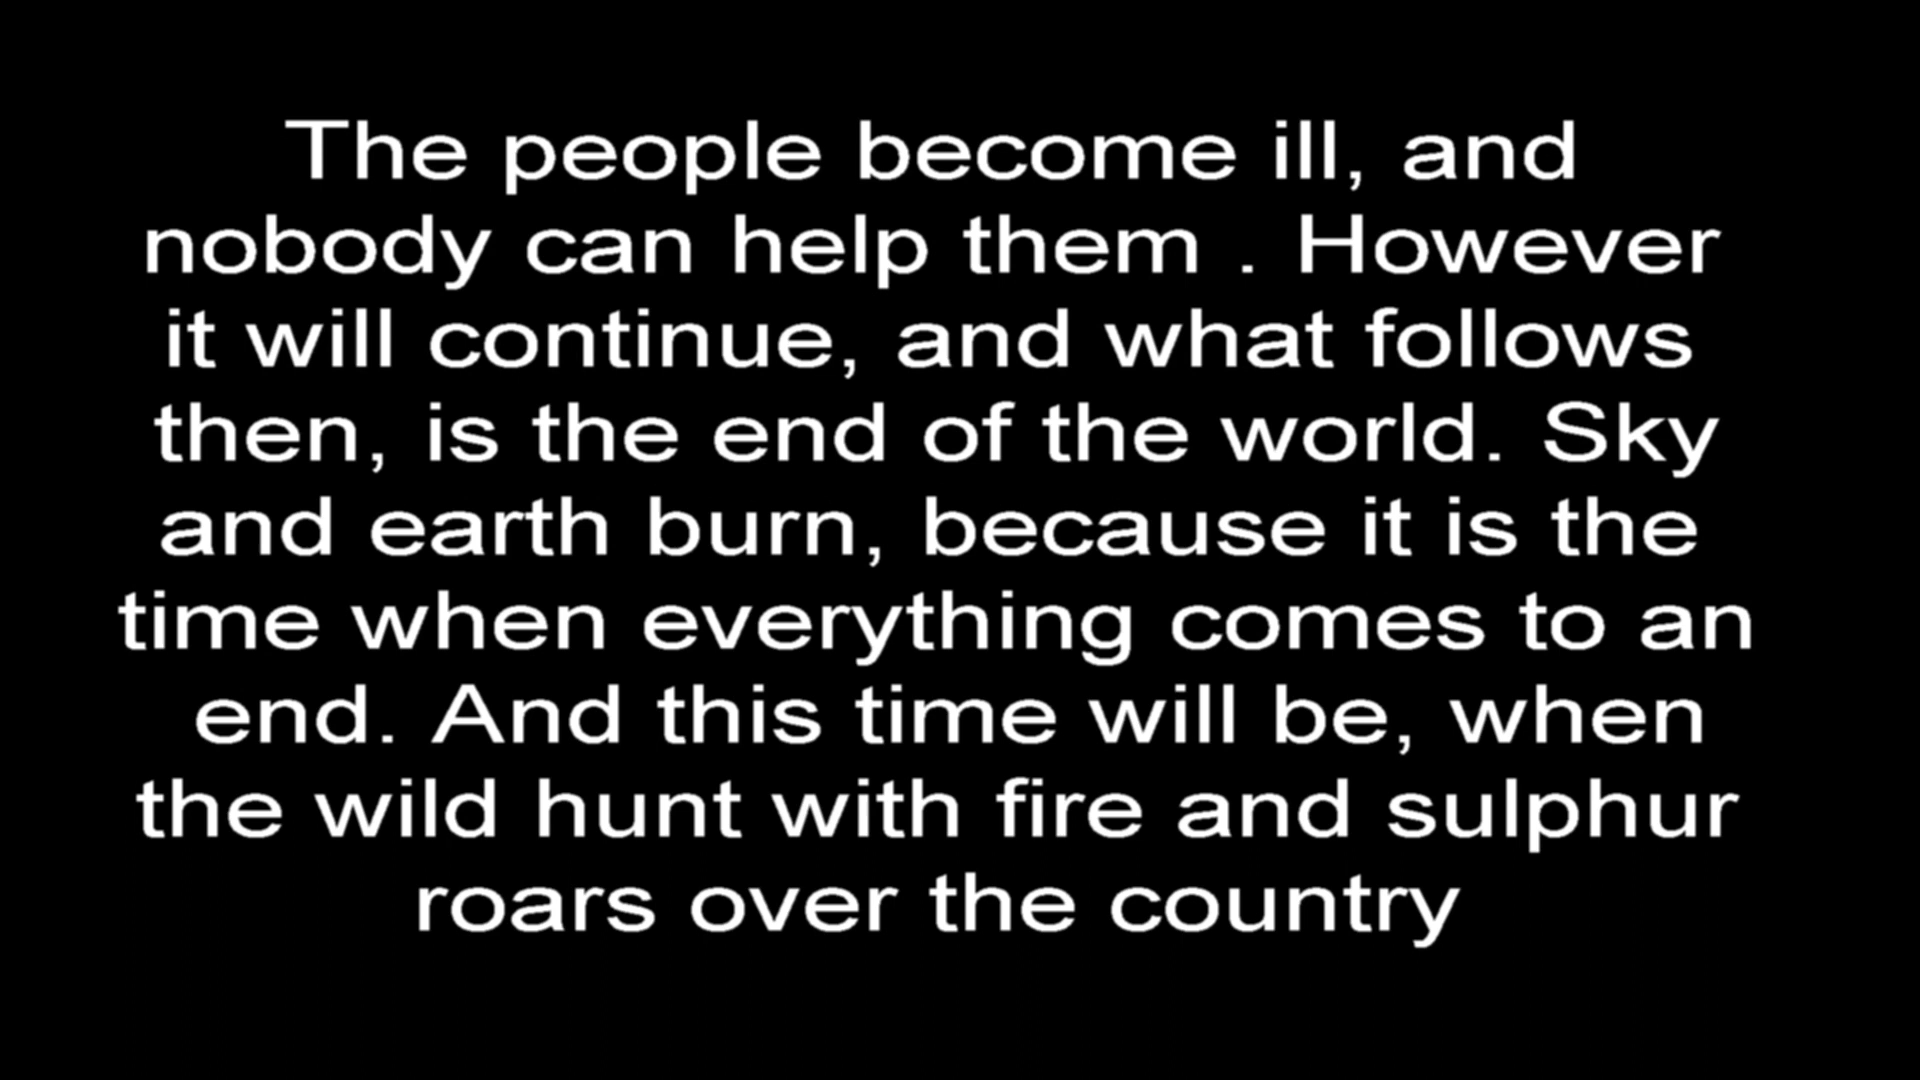 The people become ill, and
nobody can help them . However
it will continue, and what follows
then, is the end of the world. Sky
and earth burn, because it is the
time when everything comes to an
end. And this time will be, when
the wild hunt with fire and sulphur
roars over the country